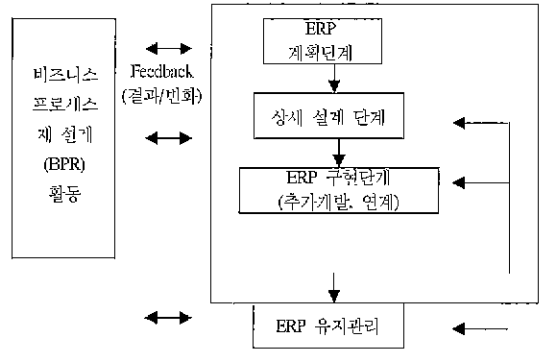 비즈니스
프로세스
재 설계
(BPR)
활동
Feedback
(결과/변화)
ERP
계획단계
상세 설계 단계
ERP 구현단계
(추가개발, 연계)
ERP 유지관리